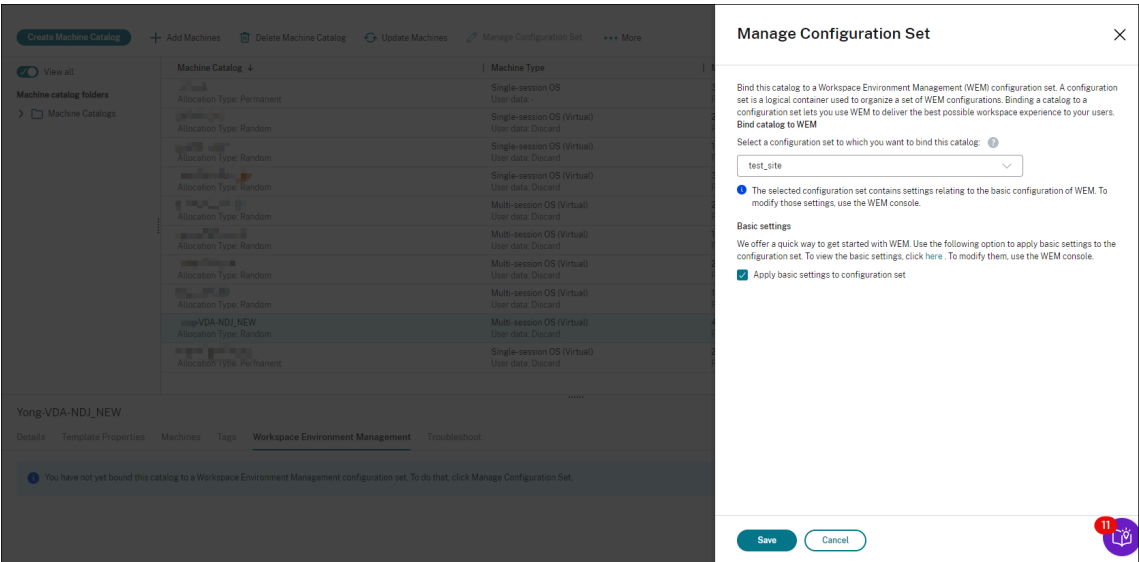 Create Machine Catalog
Add Machines
Delete Machine Catalog
Update Machines
Manage Configuration Set
More
View all
Machine catalog folders
Machine Catalogs
Machine Catalog ↓
Machine Type
Single-session OS
Allocation Type: Permanent
User data: -
Single-session OS (Virtual)
Allocation Type: Random
User data: Discard
Single-session OS (Virtual)
Allocation Type: Random
User data: Discard
Single-session OS (Virtual)
Allocation Type: Random
User data: Discard
Multi-session OS (Virtual)
Allocation Type: Random
User data: Discard
Multi-session OS (Virtual)
Allocation Type: Random
User data: Discard
Multi-session OS (Virtual)
Allocation Type: Random
User data: Discard
Multi-session OS (Virtual)
Allocation Type: Random
User data: Discard
-VDA-NDJ_NEW
Multi-session OS (Virtual)
Allocation Type: Random
User data: Discard
Single-session OS (Virtual)
Allocation Type: Permanent
User data: Discard
Yong-VDA-NDJ_NEW
Details
Template Properties
Machines
Tags
Workspace Environment Management
Troubleshoot
You have not yet bound this catalog to a Workspace Environment Management configuration set. To do that, click Manage Configuration Set.
Manage Configuration Set
Bind this catalog to a Workspace Environment Management (WEM) configuration set. A configuration
set is a logical container used to organize a set of WEM configurations. Binding a catalog to a
configuration set lets you use WEM to deliver the best possible workspace experience to your users.
Bind catalog to WEM
Select a configuration set to which you want to bind this catalog: ?
test_site
The selected configuration set contains settings relating to the basic configuration of WEM. To
modify those settings, use the WEM console.
Basic settings
We offer a quick way to get started with WEM. Use the following option to apply basic settings to the
configuration set. To view the basic settings, click here . To modify them, use the WEM console.
Apply basic settings to configuration set
Save
Cancel
11